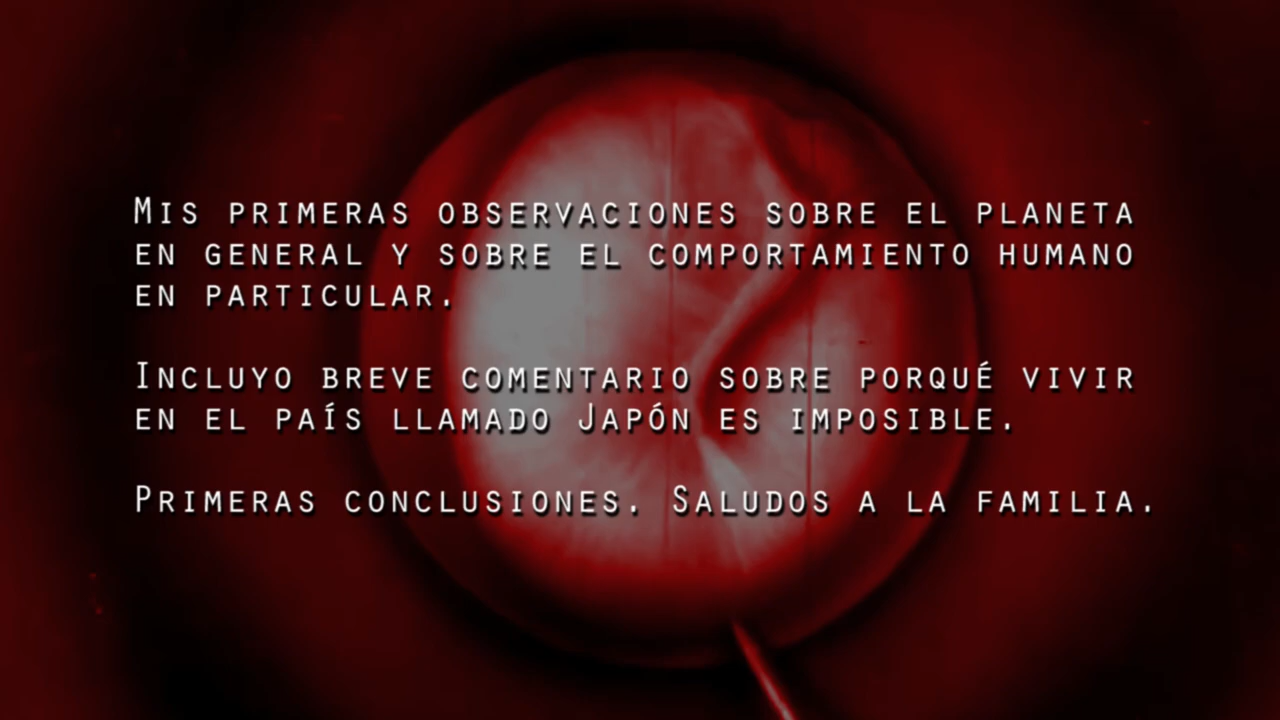 Mis primeras observaciones sobre el planeta
en general y sobre el comportamiento humano
en particular.
Incluyo breve comentario sobre porqué vivir
en el país llamado Japón es imposible.
Primeras conclusiones. Saludos a la familia.